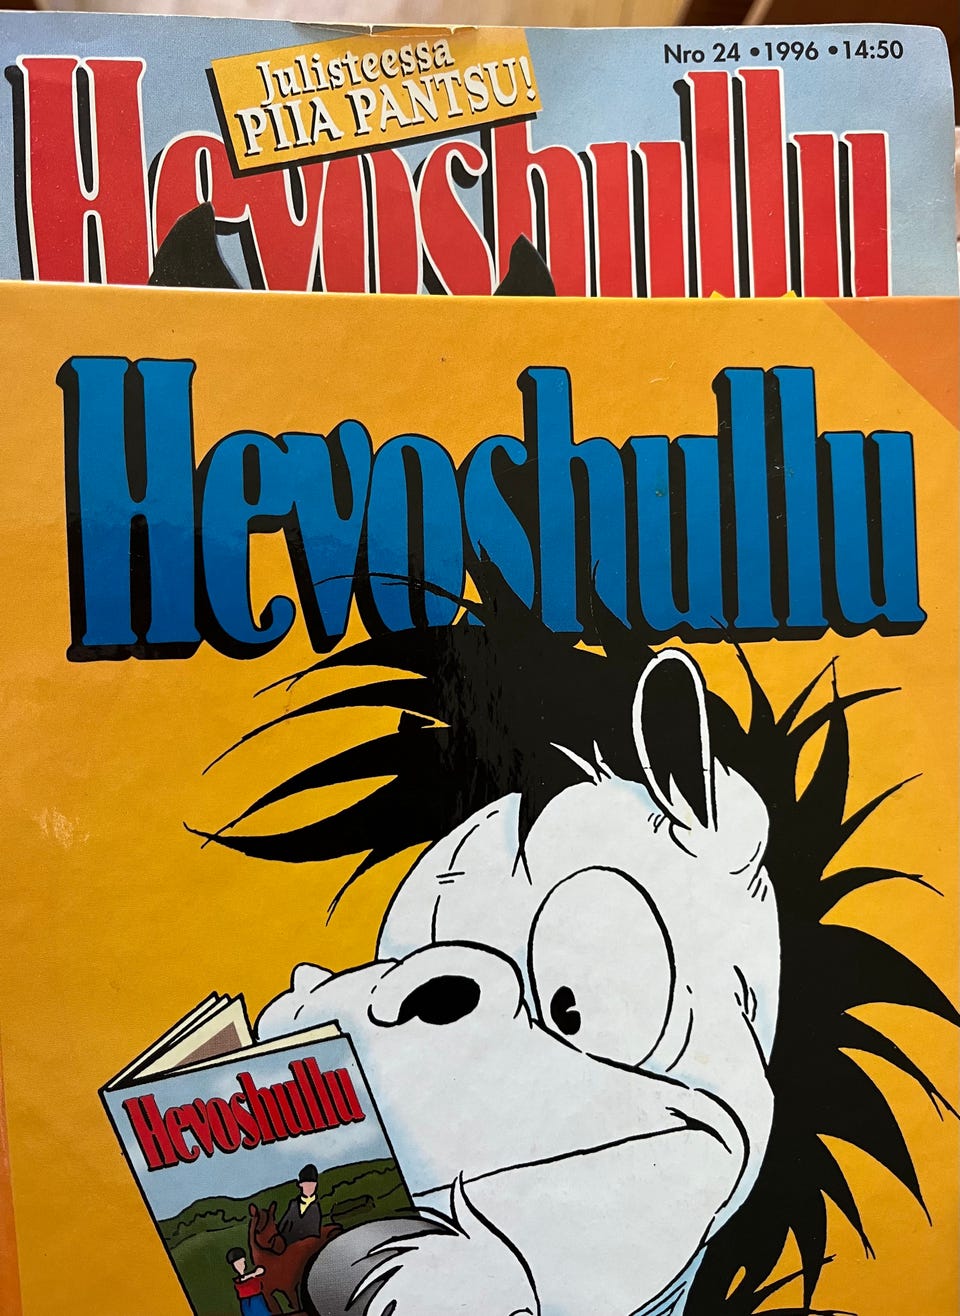 Nro 24 • 1996 • 14:50
Julisteessa
PIIA PANTSU!
Hevoshullu
Hevoshullu
Hevoshullu